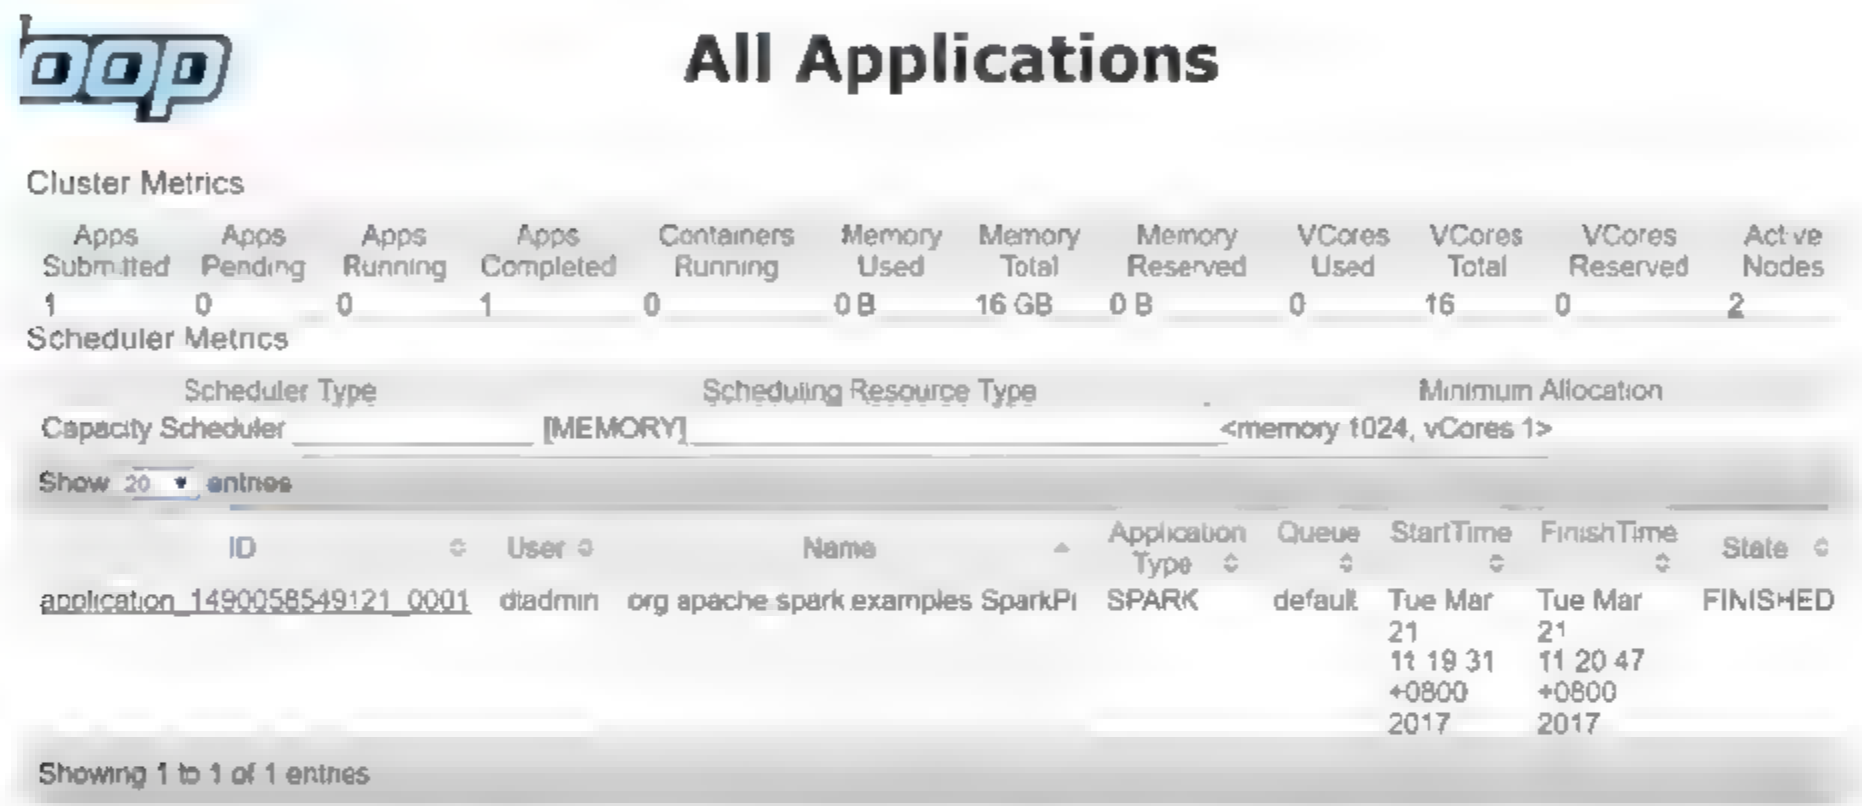 oop
All Applications
Cluster Metrics
Apps Submitted Apps Pending Apps Running Apps Completed Containers Running Memory Used Memory Total Memory Reserved VCores Used VCores Total VCores Reserved Active Nodes
1 0 0 1 0 0 B 16 GB 0 B 0 16 0 2
Scheduler Metrics
Scheduler Type Scheduling Resource Type Minimum Allocation
Capacity Scheduler [MEMORY] <memory 1024, vCores 1>
Show 20 entries
ID User Name Application Type Queue StartTime FinishTime State
application_1490058549121_0001 dtadmin org apache spark examples SparkPi SPARK default Tue Mar Tue Mar FINISHED
21 21
11 19 31 11 20 47
+0800 +0800
2017 2017
Showing 1 to 1 of 1 entries